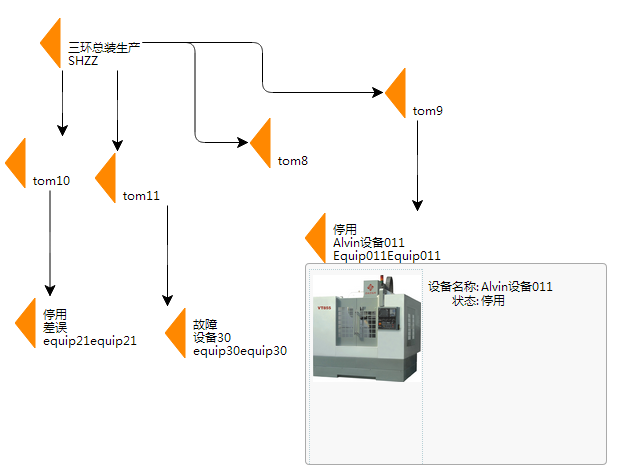 三环总装生产
SHZZ
tom9
tom8
tom10
tom11
停用
Alvin设备011
Equip011Equip011
设备名称: Alvin设备011
状态: 停用
停用
差误
equip21equip21
故障
设备30
equip30equip30